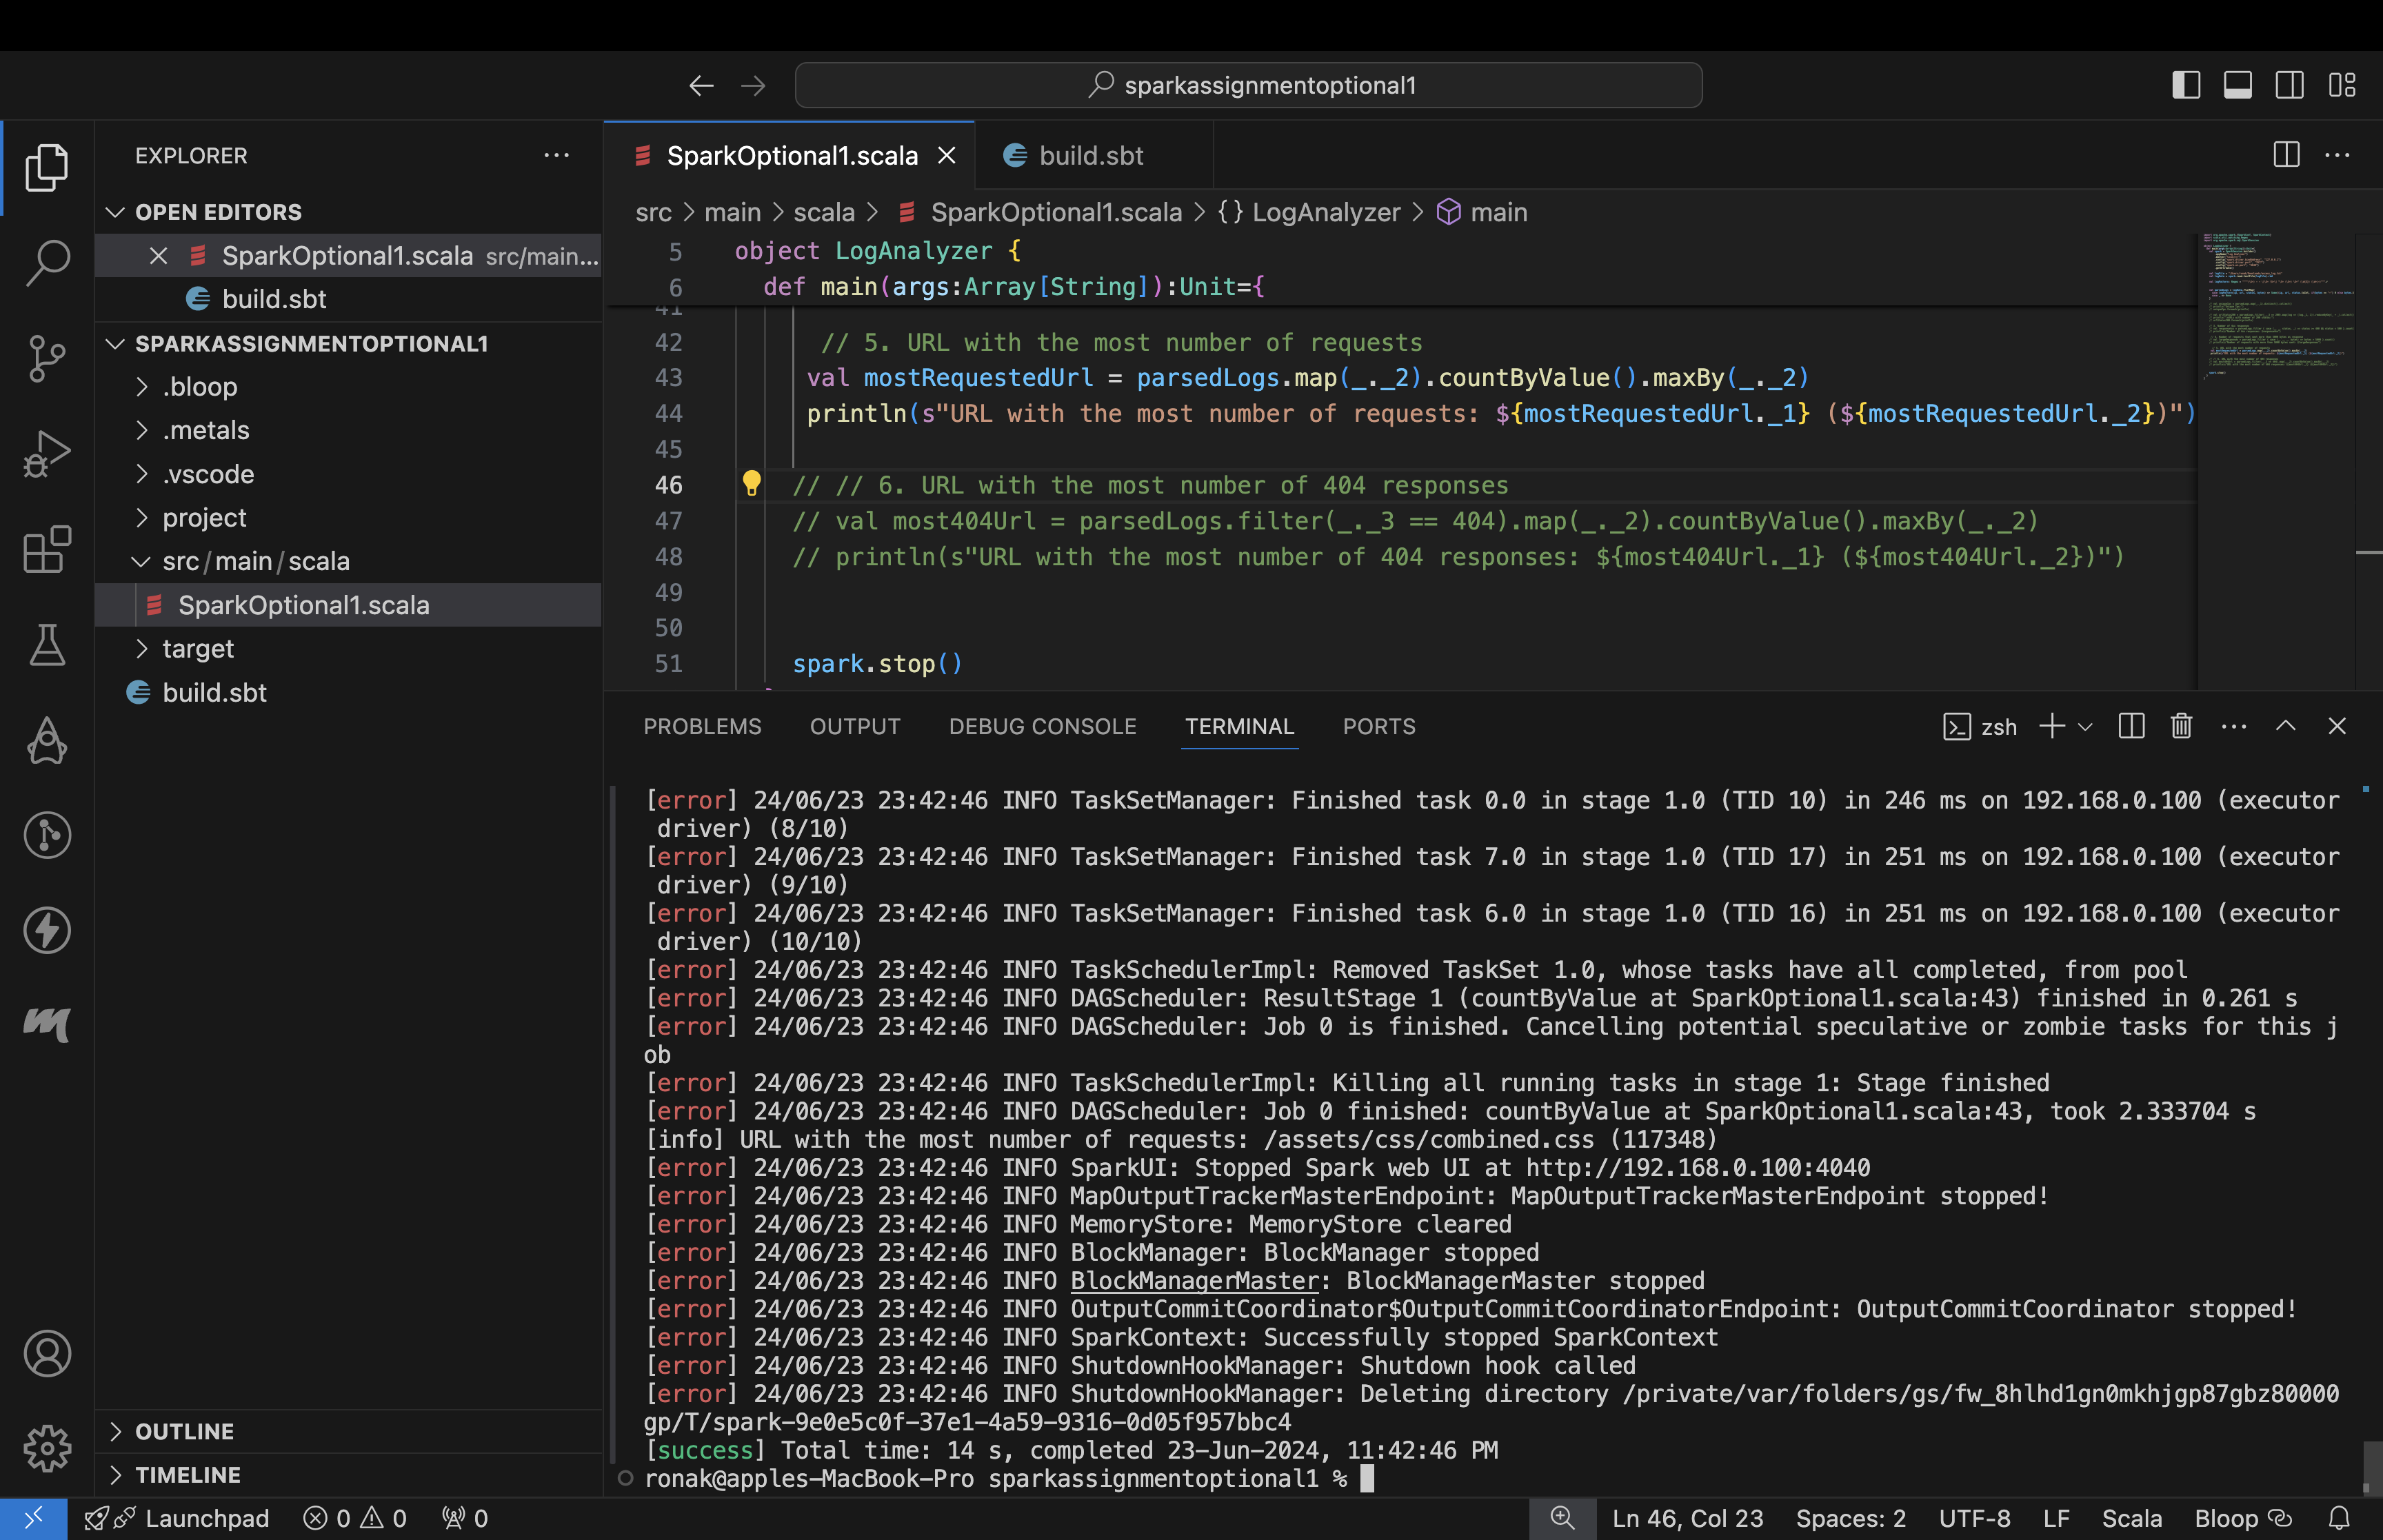 sparkassignmentoptional1
EXPLORER
OPEN EDITORS
SparkOptional1.scala src/main...
build.sbt
SPARKASSIGNMENTOPTIONAL1
.bloop
.metals
.vscode
project
src/main/scala
SparkOptional1.scala
target
build.sbt
OUTLINE
TIMELINE
SparkOptional1.scala
build.sbt
src > main > scala > SparkOptional1.scala > {} LogAnalyzer > main
5 object LogAnalyzer {
6 def main(args:Array[String]):Unit={
41
42 // 5. URL with the most number of requests
43 val mostRequestedUrl = parsedLogs.map(_._2).countByValue().maxBy(_._2)
44 println(s"URL with the most number of requests: ${mostRequestedUrl._1} (${mostRequestedUrl._2})")
45
46 // // 6. URL with the most number of 404 responses
47 // val most404Url = parsedLogs.filter(_._3 == 404).map(_._2).countByValue().maxBy(_._2)
48 // println(s"URL with the most number of 404 responses: ${most404Url._1} (${most404Url._2})")
49
50
51 spark.stop()
PROBLEMS OUTPUT DEBUG CONSOLE TERMINAL PORTS
zsh
[error] 24/06/23 23:42:46 INFO TaskSetManager: Finished task 0.0 in stage 1.0 (TID 10) in 246 ms on 192.168.0.100 (executor
driver) (8/10)
[error] 24/06/23 23:42:46 INFO TaskSetManager: Finished task 7.0 in stage 1.0 (TID 17) in 251 ms on 192.168.0.100 (executor
driver) (9/10)
[error] 24/06/23 23:42:46 INFO TaskSetManager: Finished task 6.0 in stage 1.0 (TID 16) in 251 ms on 192.168.0.100 (executor
driver) (10/10)
[error] 24/06/23 23:42:46 INFO TaskSchedulerImpl: Removed TaskSet 1.0, whose tasks have all completed, from pool
[error] 24/06/23 23:42:46 INFO DAGScheduler: ResultStage 1 (countByValue at SparkOptional1.scala:43) finished in 0.261 s
[error] 24/06/23 23:42:46 INFO DAGScheduler: Job 0 is finished. Cancelling potential speculative or zombie tasks for this j
ob
[error] 24/06/23 23:42:46 INFO TaskSchedulerImpl: Killing all running tasks in stage 1: Stage finished
[error] 24/06/23 23:42:46 INFO DAGScheduler: Job 0 finished: countByValue at SparkOptional1.scala:43, took 2.333704 s
[info] URL with the most number of requests: /assets/css/combined.css (117348)
[error] 24/06/23 23:42:46 INFO SparkUI: Stopped Spark web UI at http://192.168.0.100:4040
[error] 24/06/23 23:42:46 INFO MapOutputTrackerMasterEndpoint: MapOutputTrackerMasterEndpoint stopped!
[error] 24/06/23 23:42:46 INFO MemoryStore: MemoryStore cleared
[error] 24/06/23 23:42:46 INFO BlockManager: BlockManager stopped
[error] 24/06/23 23:42:46 INFO BlockManagerMaster: BlockManagerMaster stopped
[error] 24/06/23 23:42:46 INFO OutputCommitCoordinator$OutputCommitCoordinatorEndpoint: OutputCommitCoordinator stopped!
[error] 24/06/23 23:42:46 INFO SparkContext: Successfully stopped SparkContext
[error] 24/06/23 23:42:46 INFO ShutdownHookManager: Shutdown hook called
[error] 24/06/23 23:42:46 INFO ShutdownHookManager: Deleting directory /private/var/folders/gs/fw_8hlhd1gn0mkhjgp87gbz80000
gp/T/spark-9e0e5c0f-37e1-4a59-9316-0d05f957bbc4
[success] Total time: 14 s, completed 23-Jun-2024, 11:42:46 PM
ronak@apples-MacBook-Pro sparkassignmentoptional1 %
Launchpad 0 0 0 Ln 46, Col 23 Spaces: 2 UTF-8 LF Scala Bloop